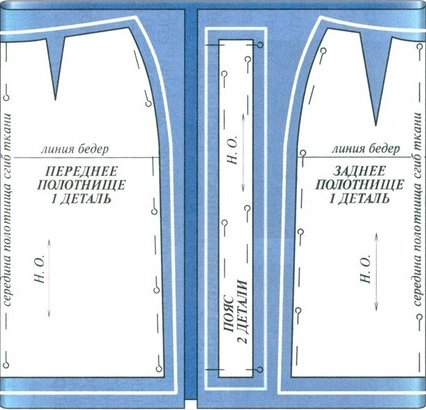 середина полотнища сгиб ткани
линия бедер
ПЕРЕДНЕЕ
ПОЛОТНИЩЕ
1 ДЕТАЛЬ
Н. О.
Н. О.
ПОЯС
2 ДЕТАЛИ
линия бедер
ЗАДНЕЕ
ПОЛОТНИЩЕ
1 ДЕТАЛЬ
Н. О.
середина полотнища сгиб ткани